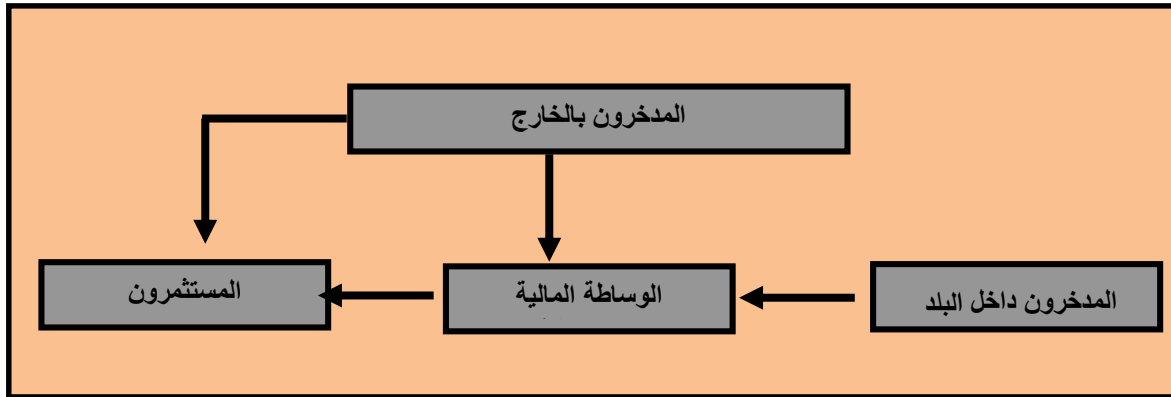 المدخرون بالخارج
المدخرون داخل البلد
الوساطة المالية
المستثمرون